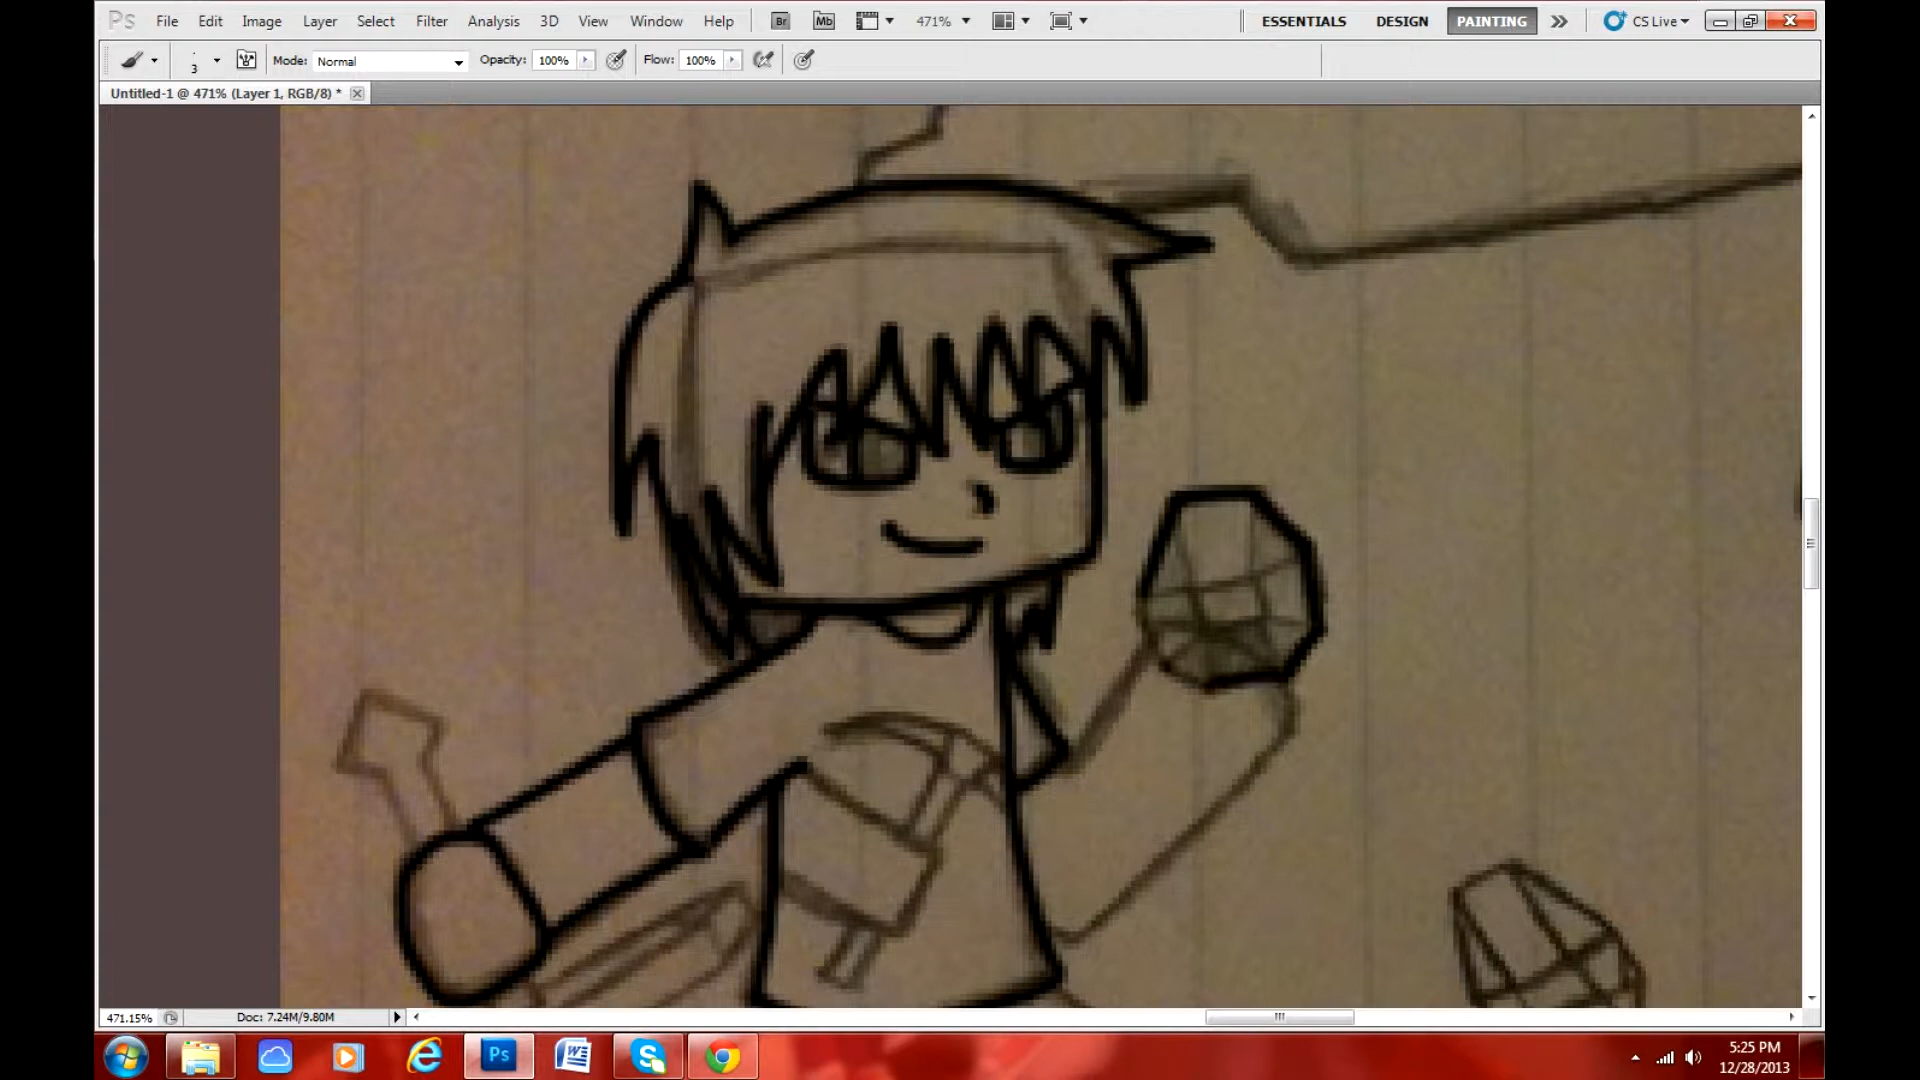 Ps File Edit Image Layer Select Filter Analysis 3D View Window Help Br Mb 471% ESSENTIALS DESIGN PAINTING CS Live
3 Mode: Normal Opacity: 100% Flow: 100%
Untitled-1 @ 471% (Layer 1, RGB/8) *
471.15% Doc: 7.24M/9.80M
Ps W S 5:25 PM
12/28/2013